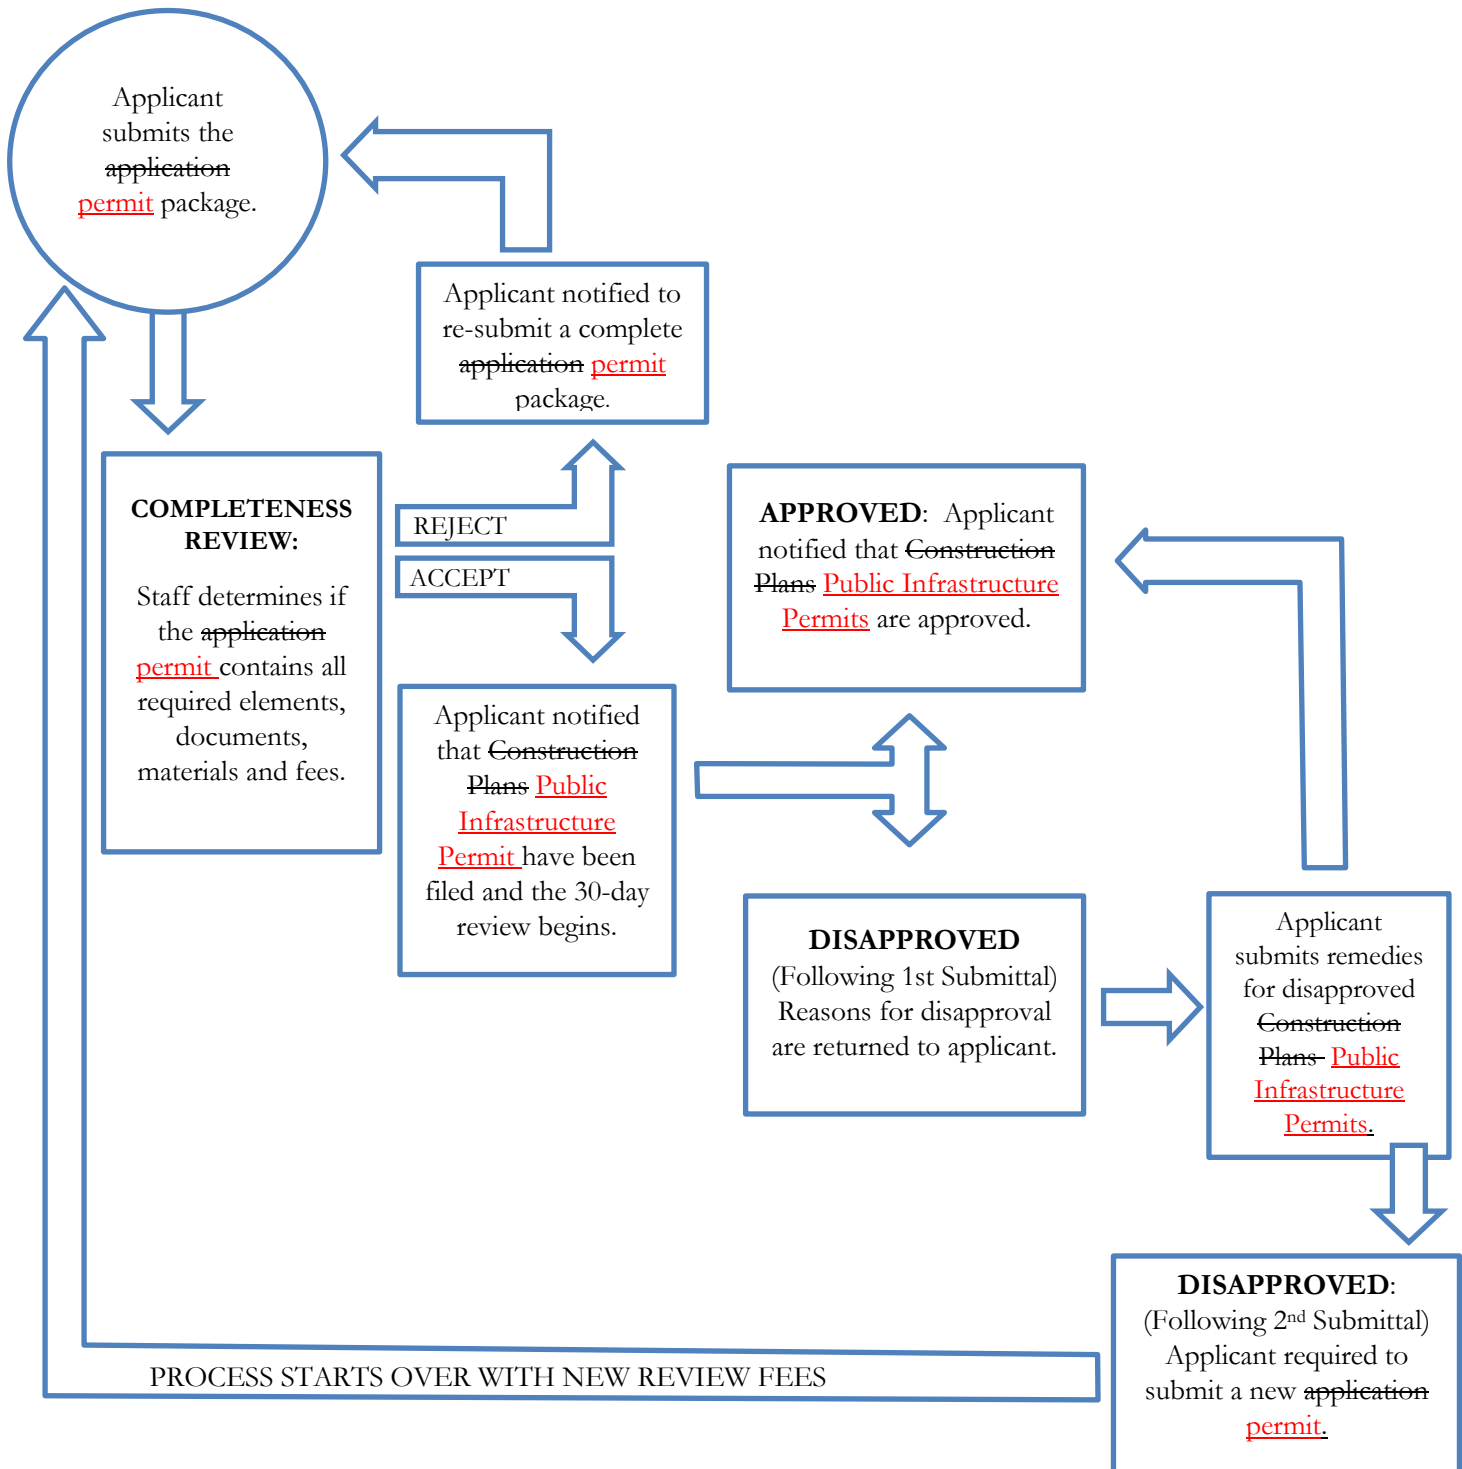 Applicant
submits the
application
permit package.
Applicant notified to
re-submit a complete
application permit
package.
COMPLETENESS
REVIEW:
Staff determines if
the application
permit contains all
required elements,
documents,
materials and fees.
REJECT
ACCEPT
Applicant notified
that Construction
Plans Public
Infrastructure
Permit have been
filed and the 30-day
review begins.
APPROVED: Applicant
notified that Construction
Plans Public Infrastructure
Permits are approved.
DISAPPROVED
(Following 1st Submittal)
Reasons for disapproval
are returned to applicant.
Applicant
submits remedies
for disapproved
Construction
Plans Public
Infrastructure
Permits.
DISAPPROVED:
(Following 2nd Submittal)
Applicant required to
submit a new application
permit.
PROCESS STARTS OVER WITH NEW REVIEW FEES